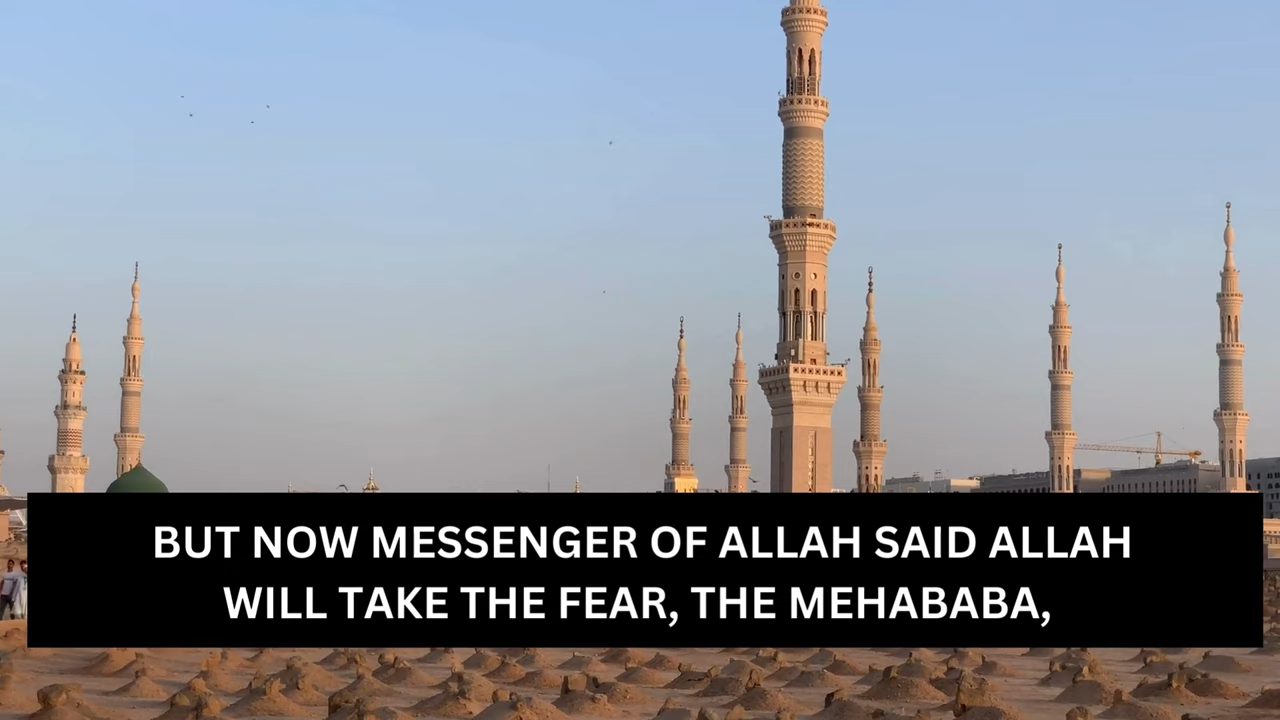 BUT NOW MESSENGER OF ALLAH SAID ALLAH
WILL TAKE THE FEAR, THE MEHABABA,